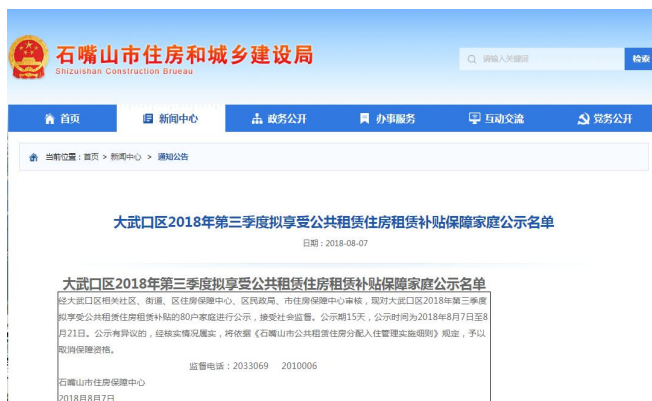 石嘴山市住房和城乡建设局
Shizuishan Construction Brueau
请输入关键词
检索
首页 新闻中心 政务公开 办事服务 互动交流 党务公开
当前位置：首页 > 新闻中心 > 通知公告
大武口区2018年第三季度拟享受公共租赁住房租赁补贴保障家庭公示名单
日期：2018-08-07
大武口区2018年第三季度拟享受公共租赁住房租赁补贴保障家庭公示名单
经大武口区相关社区、街道、区住房保障中心、区民政局、市住房保障中心审核，现对大武口区2018年第三季度
拟享受公共租赁住房租赁补贴的80户家庭进行公示，接受社会监督。公示期15天，公示时间为2018年8月7日至8
月21日。公示有异议的，经核实情况属实，将依据《石嘴山市公共租赁住房分配入住管理实施细则》规定，予以
取消保障资格。
监督电话：2033069 2010006
石嘴山市住房保障中心
2018月8月7日